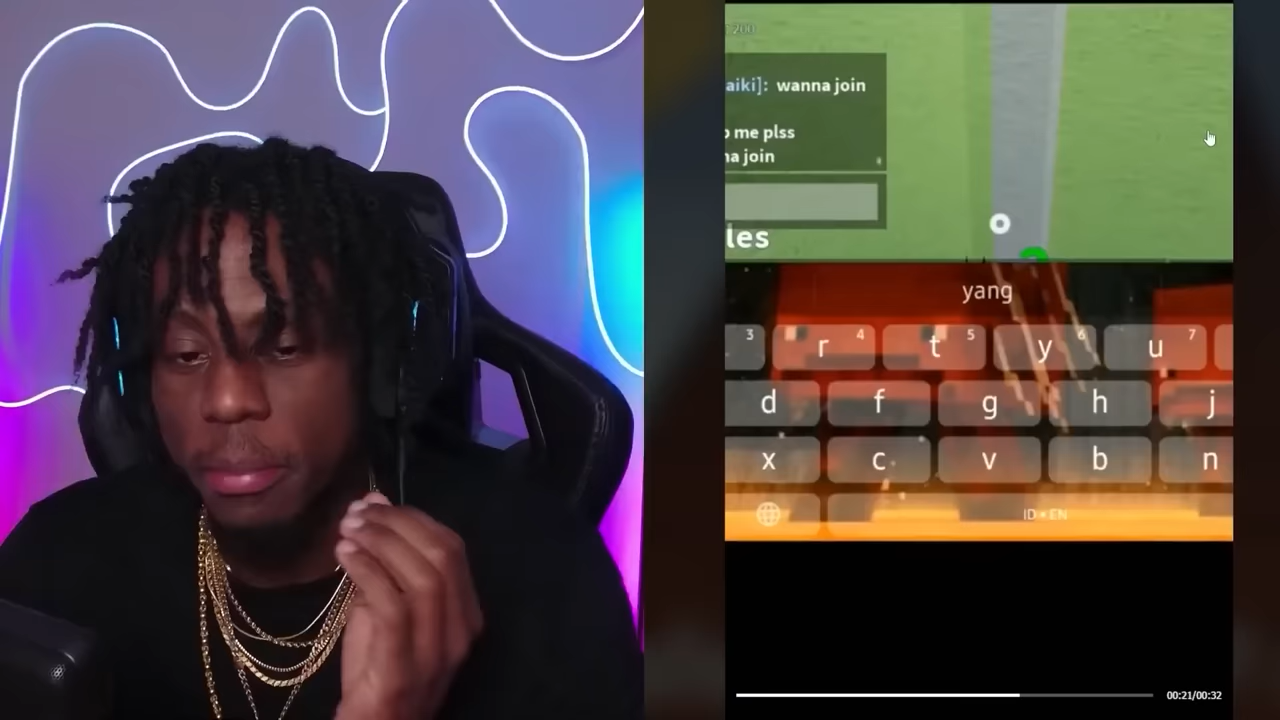 200
aiki]: wanna join
me plss
na join
les
yang
3 r 4 t 5 y 6 u 7
d f g h j
x c v b n
ID • EN
00:21/00:32